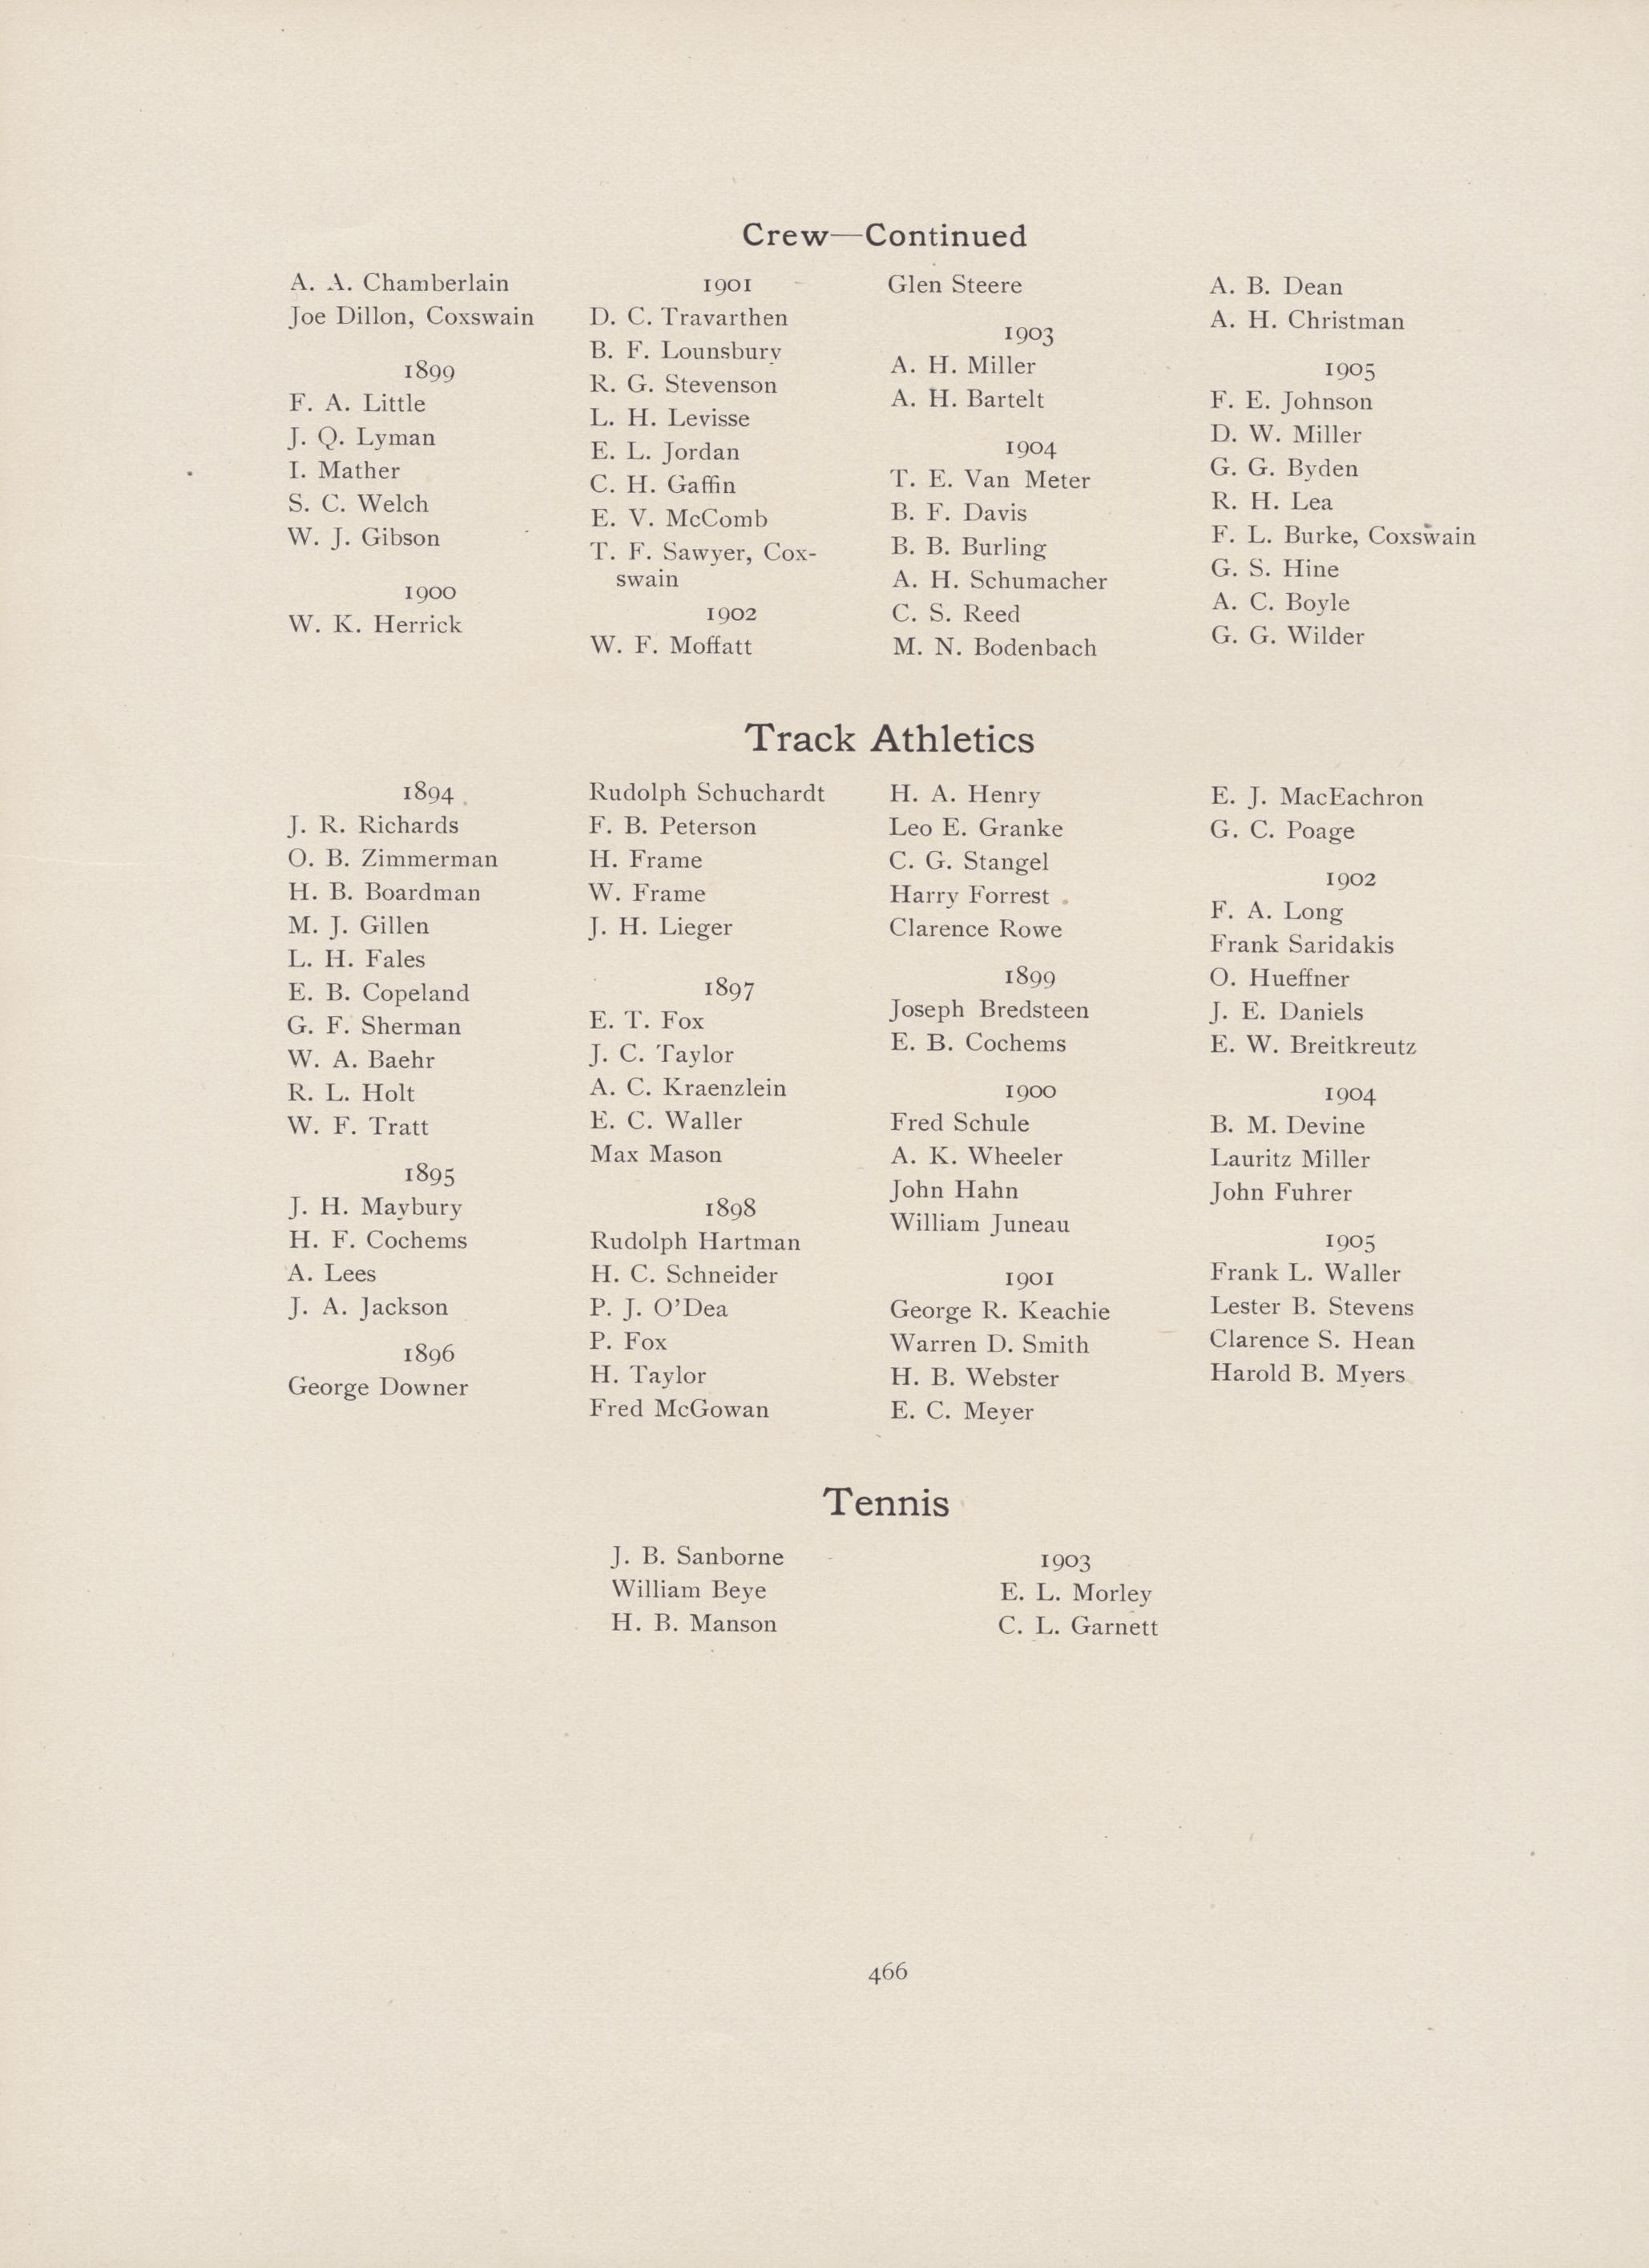 Crew—Continued
A. A. Chamberlain
Joe Dillon, Coxswain
1899
F. A. Little
J. Q. Lyman
I. Mather
S. C. Welch
W. J. Gibson
1900
W. K. Herrick
1901
D. C. Travarthen
B. F. Lounsbury
R. G. Stevenson
L. H. Levisse
E. L. Jordan
C. H. Gaffin
E. V. McComb
T. F. Sawyer, Cox-
swain
1902
W. F. Moffatt
Glen Steere
1903
A. H. Miller
A. H. Bartelt
1904
T. E. Van Meter
B. F. Davis
B. B. Burling
A. H. Schumacher
C. S. Reed
M. N. Bodenbach
A. B. Dean
A. H. Christman
1905
F. E. Johnson
D. W. Miller
G. G. Byden
R. H. Lea
F. L. Burke, Coxswain
G. S. Hine
A. C. Boyle
G. G. Wilder
Track Athletics
1894
J. R. Richards
O. B. Zimmerman
H. B. Boardman
M. J. Gillen
L. H. Fales
E. B. Copeland
G. F. Sherman
W. A. Baehr
R. L. Holt
W. F. Tratt
1895
J. H. Maybury
H. F. Cochems
A. Lees
J. A. Jackson
1896
George Downer
Rudolph Schuchardt
F. B. Peterson
H. Frame
W. Frame
J. H. Lieger
1897
E. T. Fox
J. C. Taylor
A. C. Kraenzlein
E. C. Waller
Max Mason
1898
Rudolph Hartman
H. C. Schneider
P. J. O'Dea
P. Fox
H. Taylor
Fred McGowan
H. A. Henry
Leo E. Granke
C. G. Stangel
Harry Forrest
Clarence Rowe
1899
Joseph Bredsteen
E. B. Cochems
1900
Fred Schule
A. K. Wheeler
John Hahn
William Juneau
1901
George R. Keachie
Warren D. Smith
H. B. Webster
E. C. Meyer
E. J. MacEachron
G. C. Poage
1902
F. A. Long
Frank Saridakis
O. Hueffner
J. E. Daniels
E. W. Breitkreutz
1904
B. M. Devine
Lauritz Miller
John Fuhrer
1905
Frank L. Waller
Lester B. Stevens
Clarence S. Hean
Harold B. Myers
Tennis
J. B. Sanborne
William Beye
H. B. Manson
1903
E. L. Morley
C. L. Garnett
466